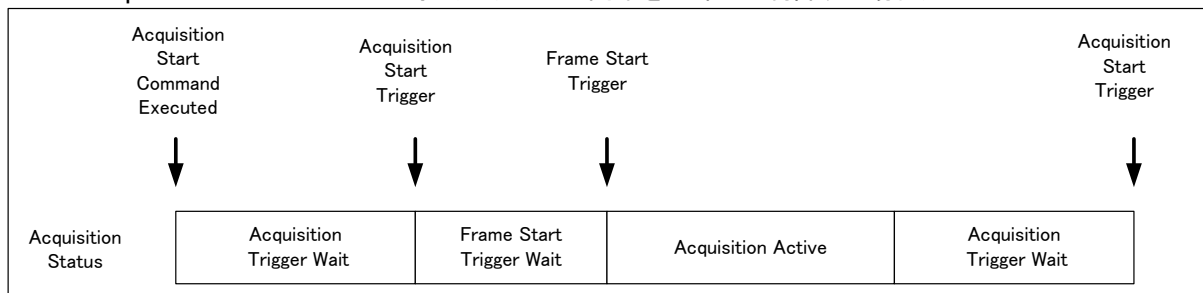 Acquisition
Start
Command
Executed
Acquisition
Start
Trigger
Frame Start
Trigger
Acquisition
Start
Trigger
Acquisition
Status
Acquisition
Trigger Wait
Frame Start
Trigger Wait
Acquisition Active
Acquisition
Trigger Wait